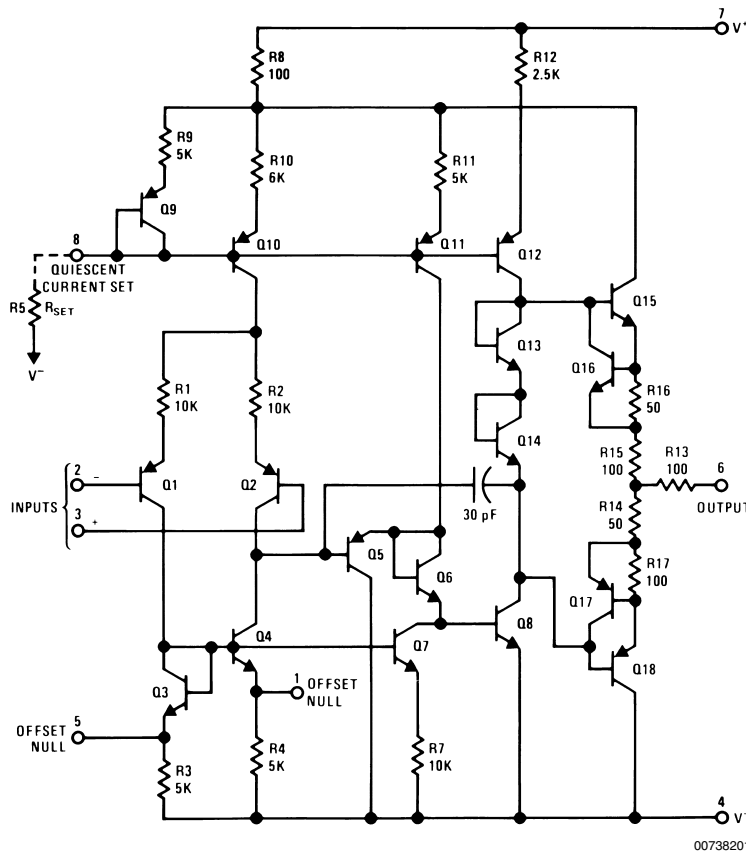 7
V+
R8
100
R12
2.5K
R9
5K
R10
6K
R11
5K
Q9
8
QUIESCENT
CURRENT SET
Q10
Q11
Q12
Q15
R5
RSET
V−
Q13
Q16
R16
50
R1
10K
R2
10K
Q14
R15
100
R13
100
6
OUTPUT
INPUTS
2
−
3
+
Q1
Q2
30 pF
R14
50
Q5
Q6
R17
100
Q17
Q4
Q7
Q8
Q18
Q3
1
OFFSET
NULL
5
OFFSET
NULL
R3
5K
R4
5K
R7
10K
4
V−
00738201